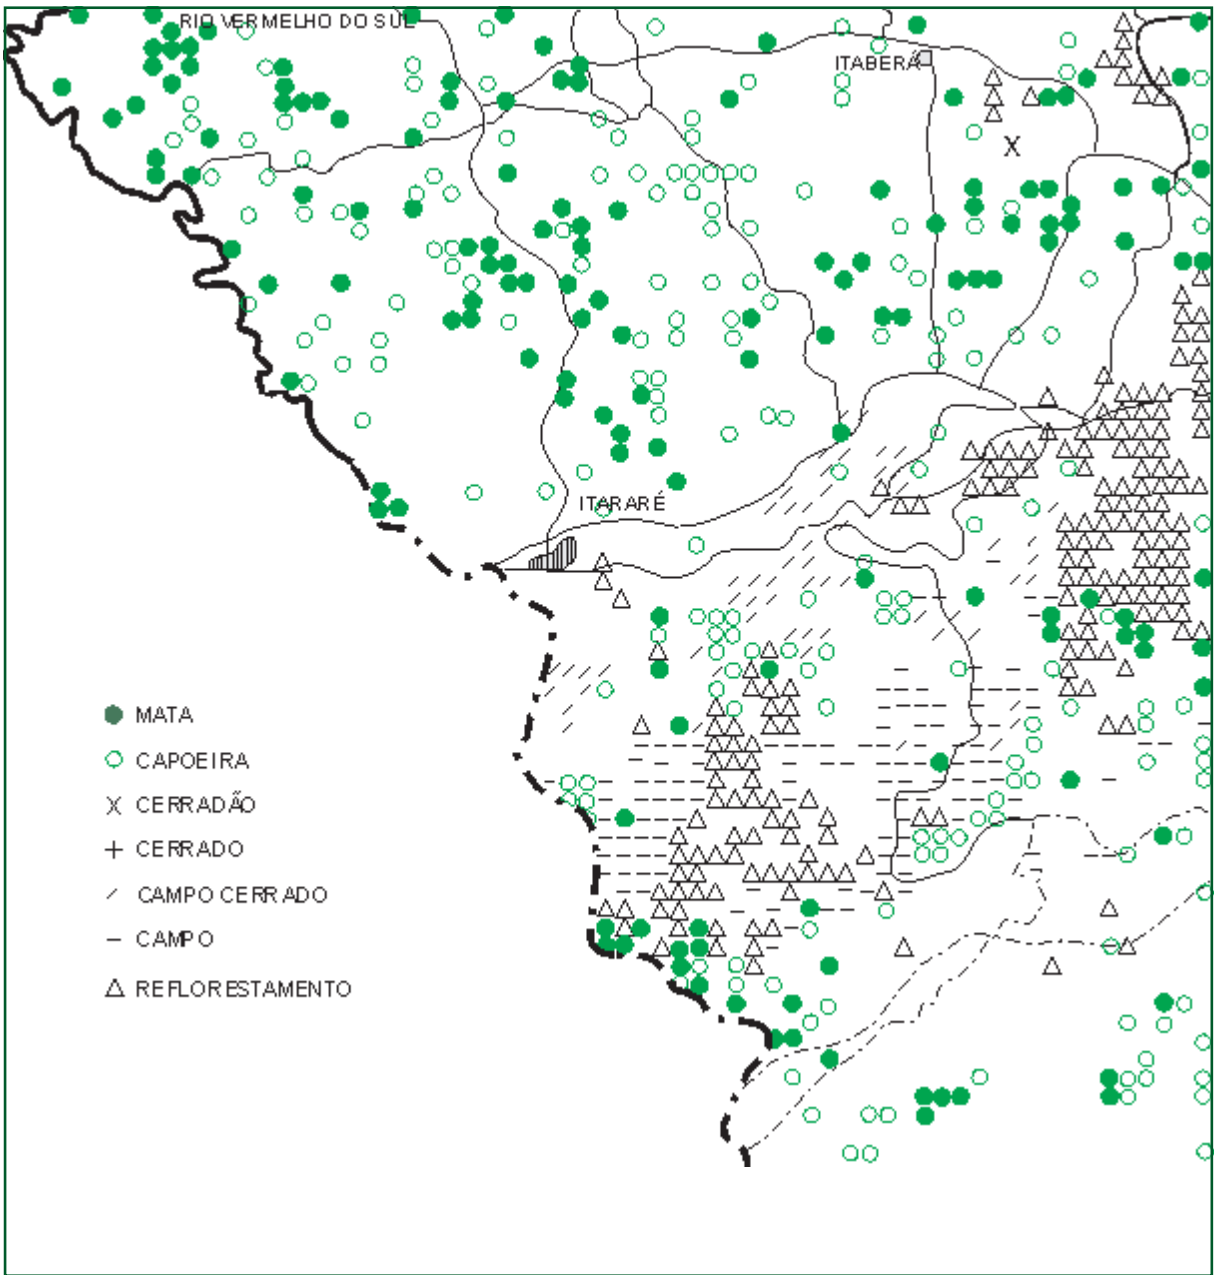 RIO VERMELHO DO SUL
ITABERÁ
X
ITARARÉ
MATA
CAPOEIRA
X CERRADÃO
+ CERRADO
/ CAMPO CERRADO
– CAMPO
△ REFLORESTAMENTO